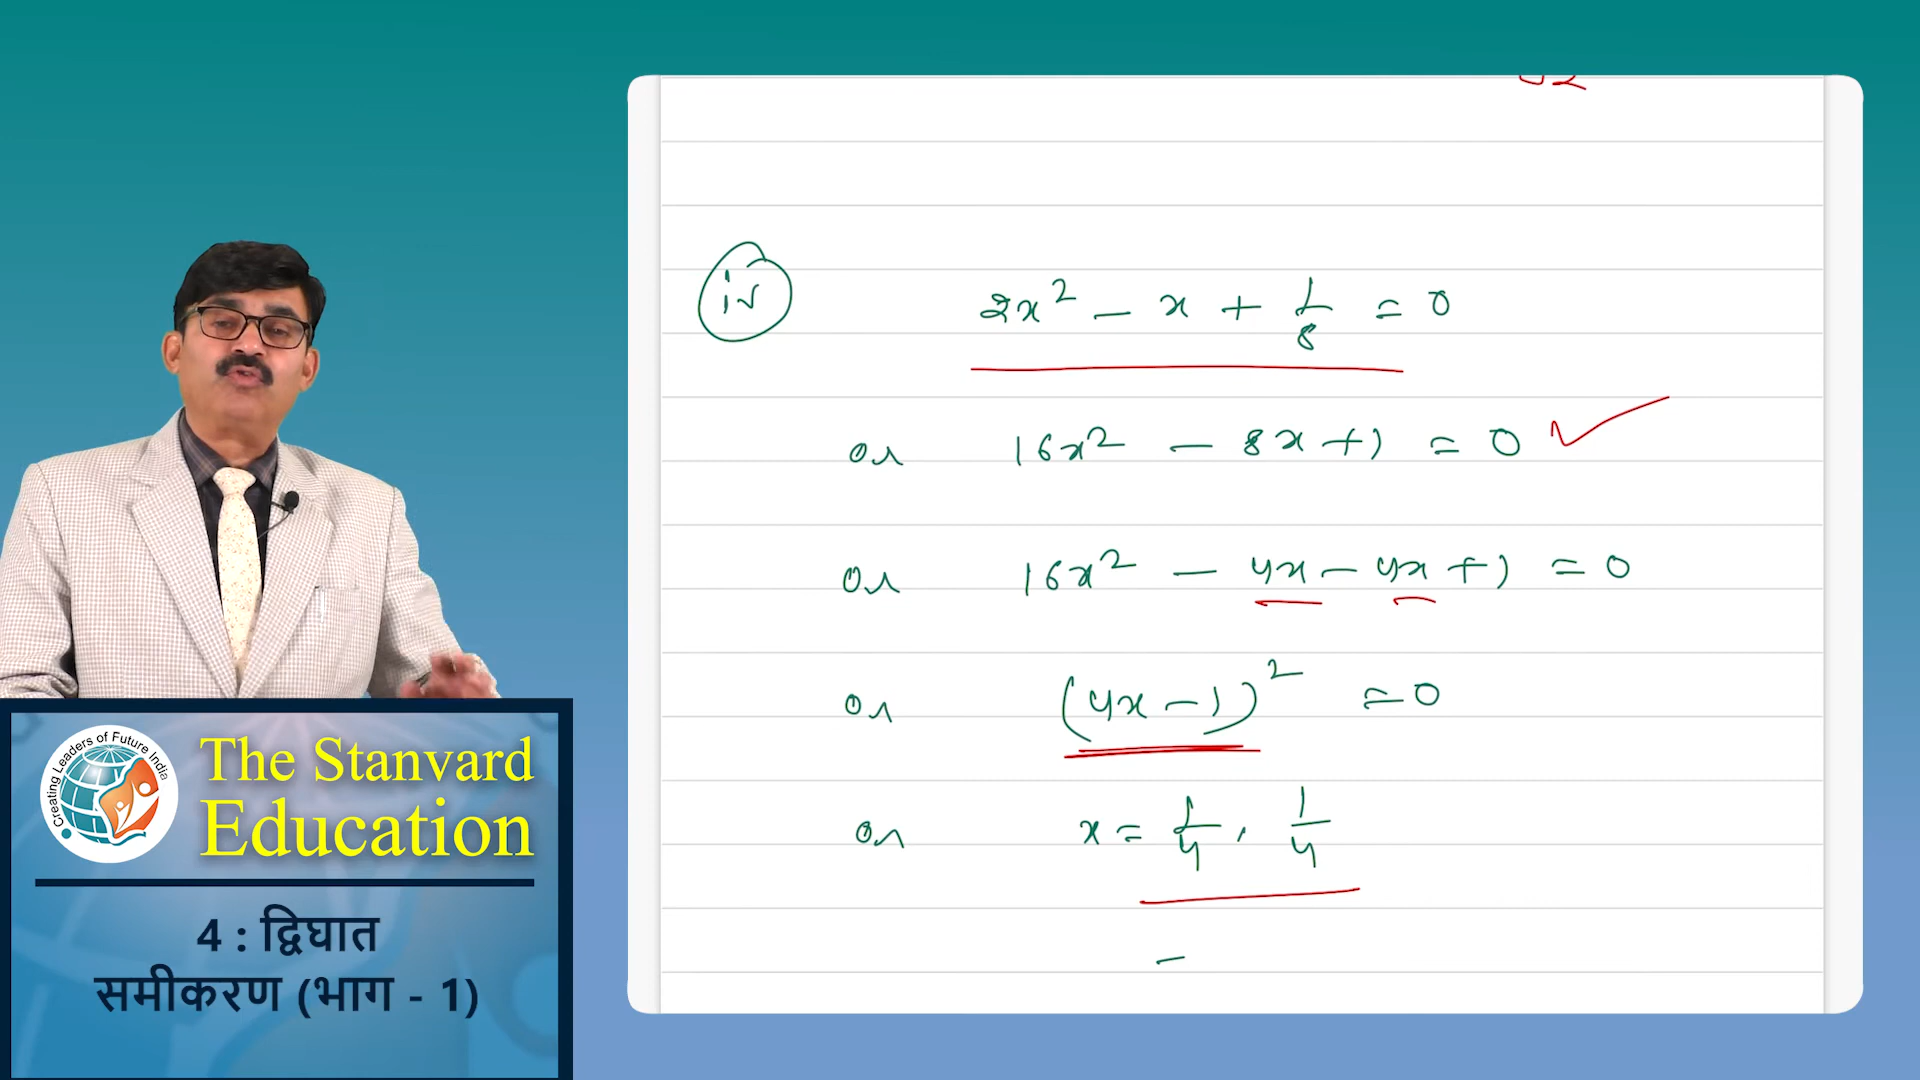 iv 2x² - x + 1/8 = 0
or 16x² - 8x + 1 = 0
or 16x² - 4x - 4x + 1 = 0
or (4x - 1)² = 0
or x = 1/4, 1/4
Creating Leaders of Future India
The Stanvard
Education
4 : द्विघात
समीकरण (भाग - 1)